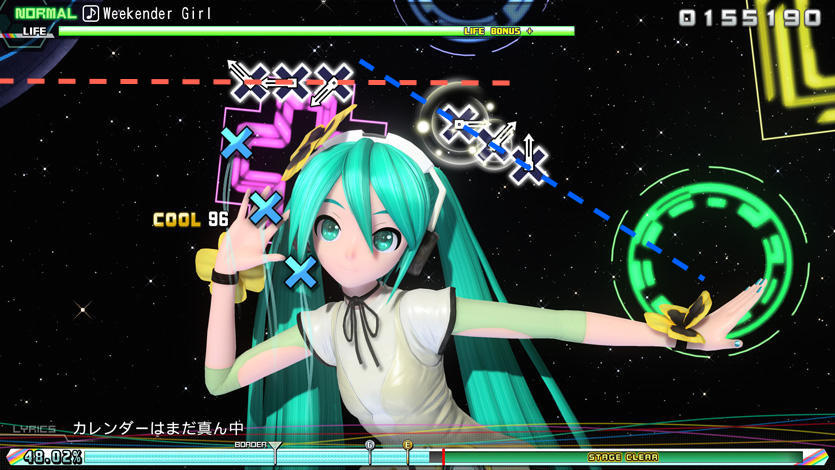 NORMAL ♪ Weekender Girl
0155190
LIFE
LIFE BONUS +
COOL 96
LYRICS カレンダーはまだ真ん中
BORDER
G E
48.02%
STAGE CLEAR